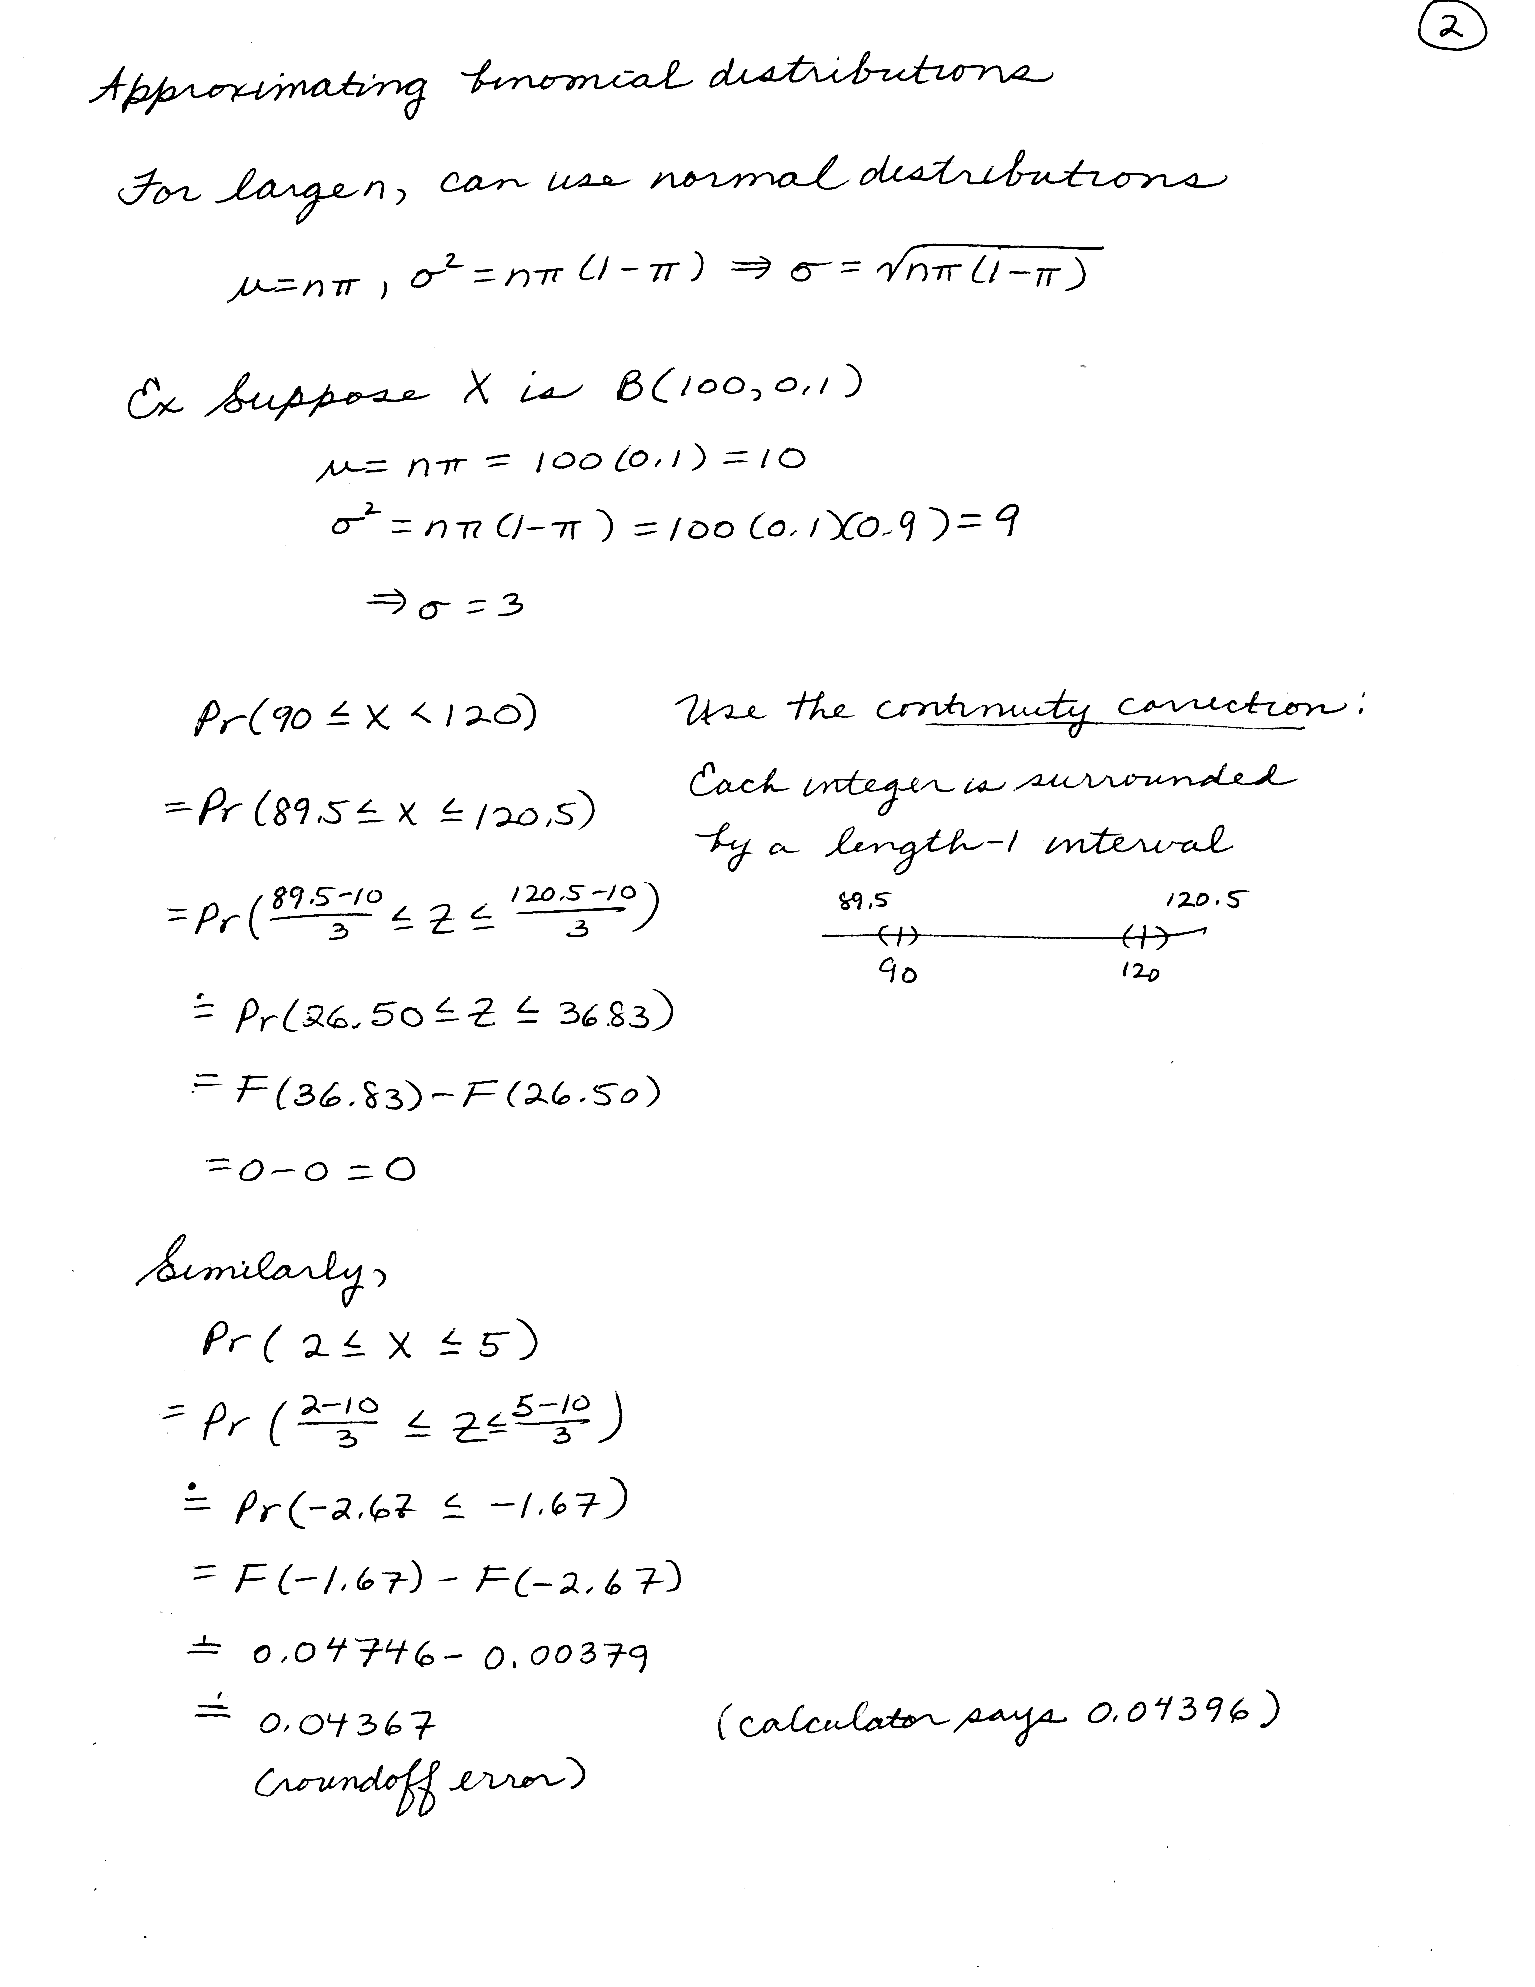 2
Approximating binomial distributions
For large n, can use normal distributions
μ=nπ, σ²=nπ(1-π) ⇒ σ=√nπ(1-π)
Ex Suppose X is B(100,0.1)
μ=nπ = 100(0.1)=10
σ²=nπ(1-π)=100(0.1)(0.9)=9
⇒σ=3
Pr(90≤X<120) Use the continuity correction:
=Pr(89.5≤X≤120.5) Each integer is surrounded
by a length-1 interval
=Pr((89.5-10)/3 ≤ Z ≤ (120.5-10)/3) 89.5 120.5
90 120
≐ Pr(26.50≤Z≤36.83)
= F(36.83)-F(26.50)
=0-0=0
Similarly,
Pr(2≤X≤5)
=Pr((2-10)/3 ≤ Z≤(5-10)/3)
≐ Pr(-2.67 ≤ -1.67)
= F(-1.67)-F(-2.67)
≐ 0.04746-0.00379
≐ 0.04367 (calculator says 0.04396)
(roundoff error)